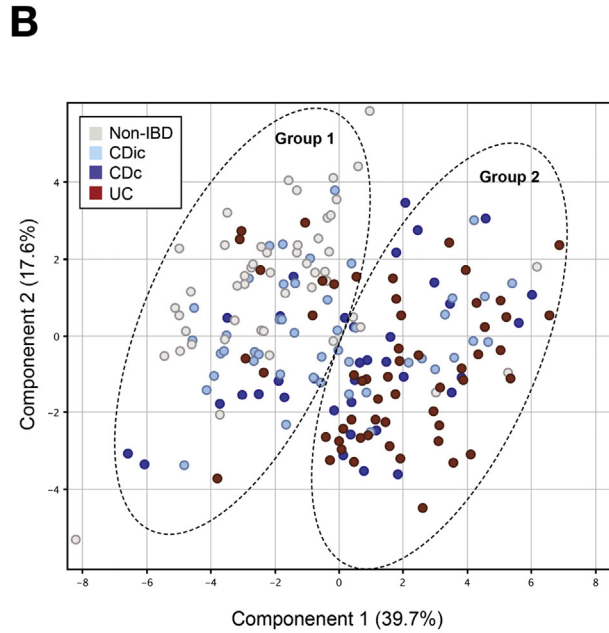 B
Group 1
Group 2
Non-IBD
CDic
CDc
UC
4
2
0
−2
−4
−8
−6
−4
−2
0
2
4
6
8
Componenent 2 (17.6%)
Componenent 1 (39.7%)